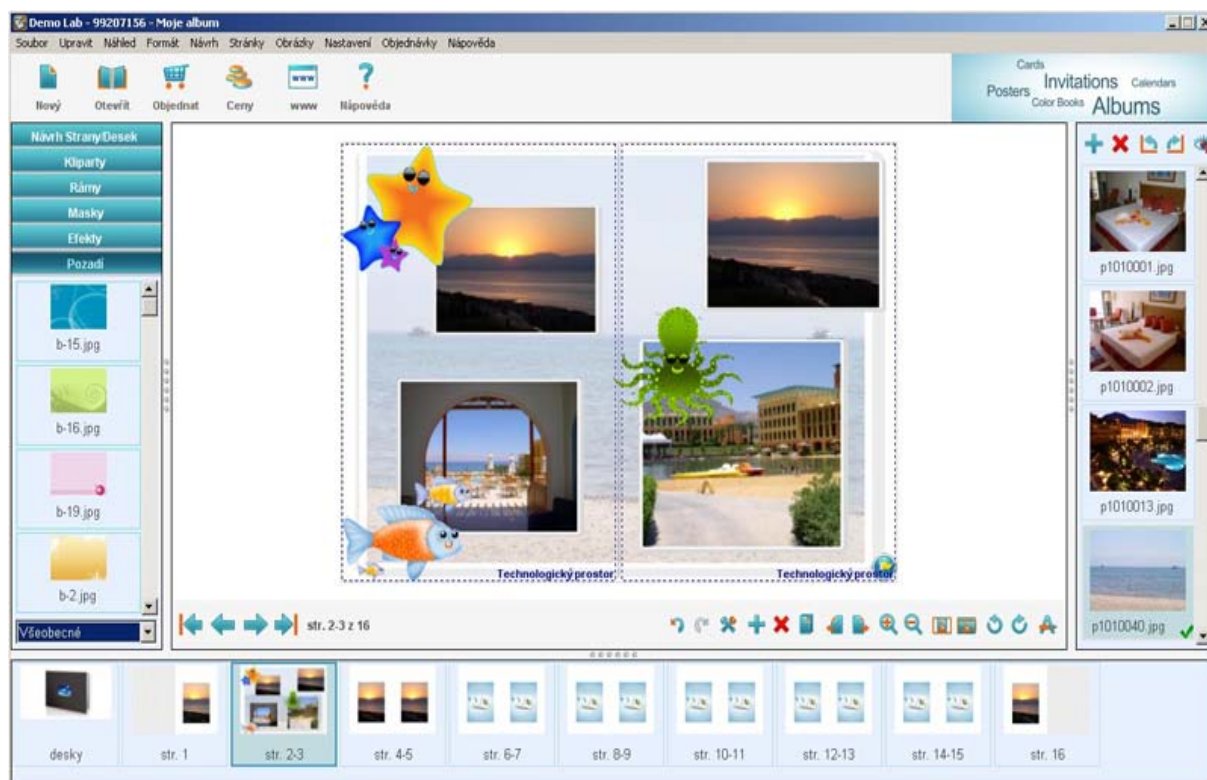 Demo Lab - 99207156 - Moje album
Soubor Upravit Náhled Formát Návrh Stránky Obrázky Nastavení Objednávky Nápověda
Nový Otevřít Objednat Ceny www Nápověda
www
Cards
Invitations Calendars
Posters Color Books Albums
Návrh Strany/Desek
Kliparty
Rámy
Masky
Efekty
Pozadí
b-15.jpg
b-16.jpg
b-19.jpg
b-2.jpg
Všeobecné
Technologický prostor
Technologický prostor
str. 2-3 z 16
p1010001.jpg
p1010002.jpg
p1010013.jpg
p1010040.jpg
desky str. 1 str. 2-3 str. 4-5 str. 6-7 str. 8-9 str. 10-11 str. 12-13 str. 14-15 str. 16